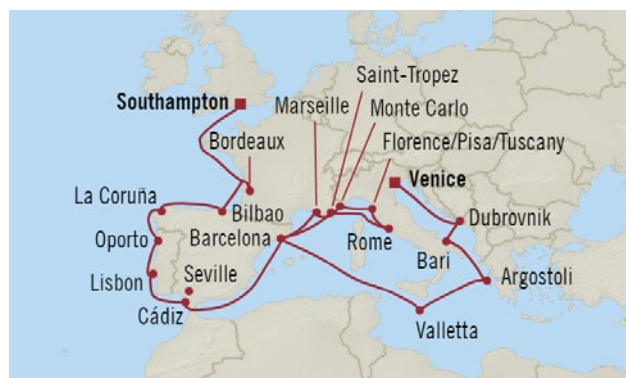 Saint-Tropez
Southampton
Marseille
Monte Carlo
Bordeaux
Florence/Pisa/Tuscany
Venice
La Coruña
Bilbao
Dubrovnik
Oporto
Barcelona
Rome
Bari
Lisbon
Seville
Argostoli
Cádiz
Valletta